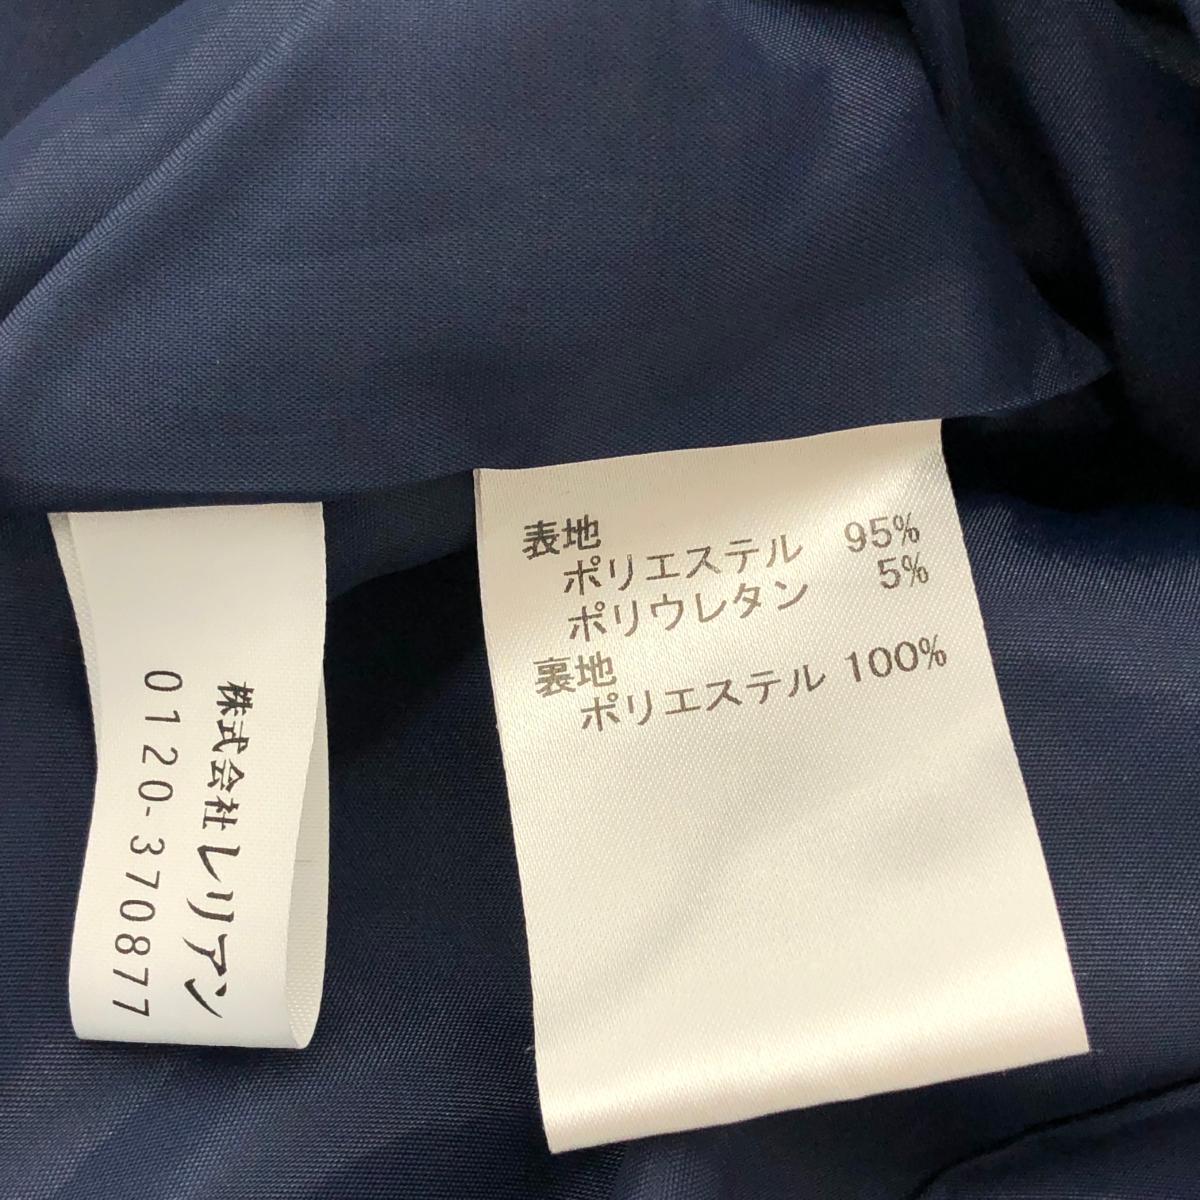 表地
ポリエステル 95%
ポリウレタン 5%
裏地
ポリエステル 100%
株式会社レリアン
0120-370877